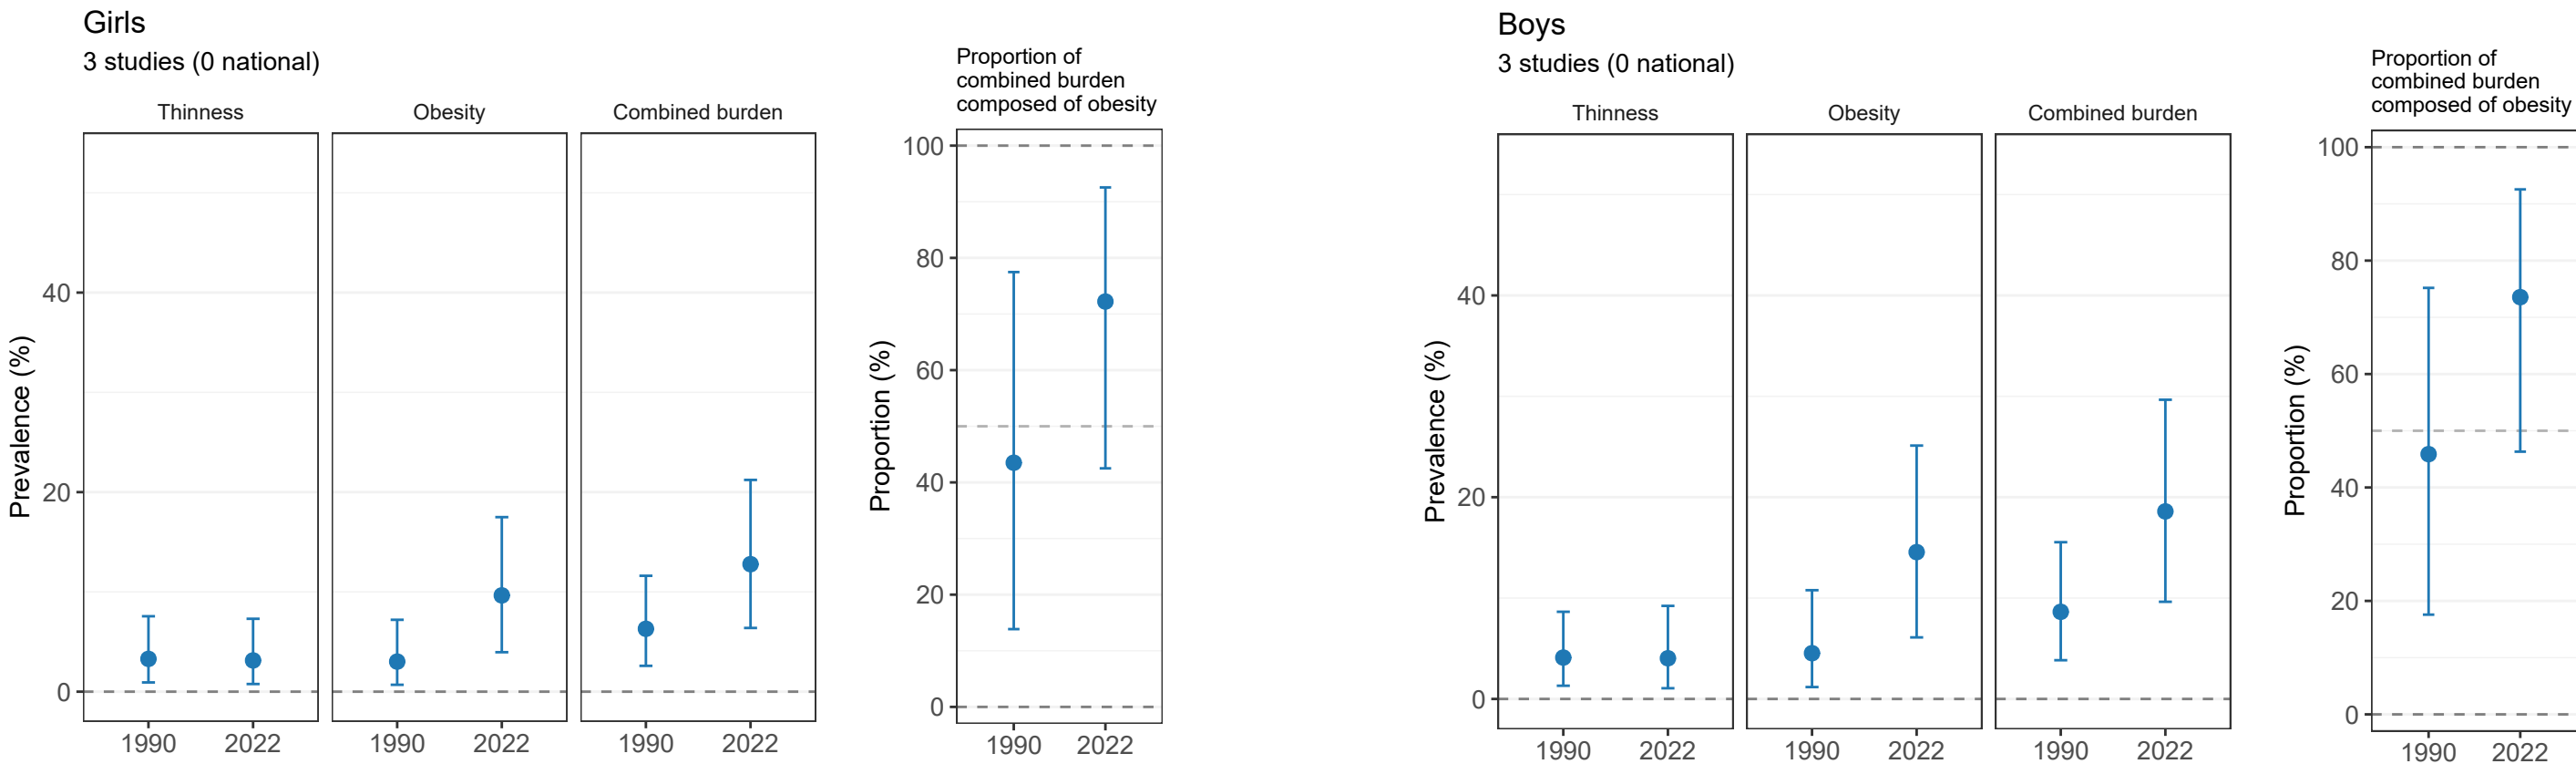 Girls
3 studies (0 national)
Thinness
Obesity
Combined burden
Prevalence (%)
40
20
0
1990
2022
1990
2022
1990
2022
Proportion of
combined burden
composed of obesity
Proportion (%)
100
80
60
40
20
0
1990
2022
Boys
3 studies (0 national)
Thinness
Obesity
Combined burden
Prevalence (%)
40
20
0
1990
2022
1990
2022
1990
2022
Proportion of
combined burden
composed of obesity
Proportion (%)
100
80
60
40
20
0
1990
2022